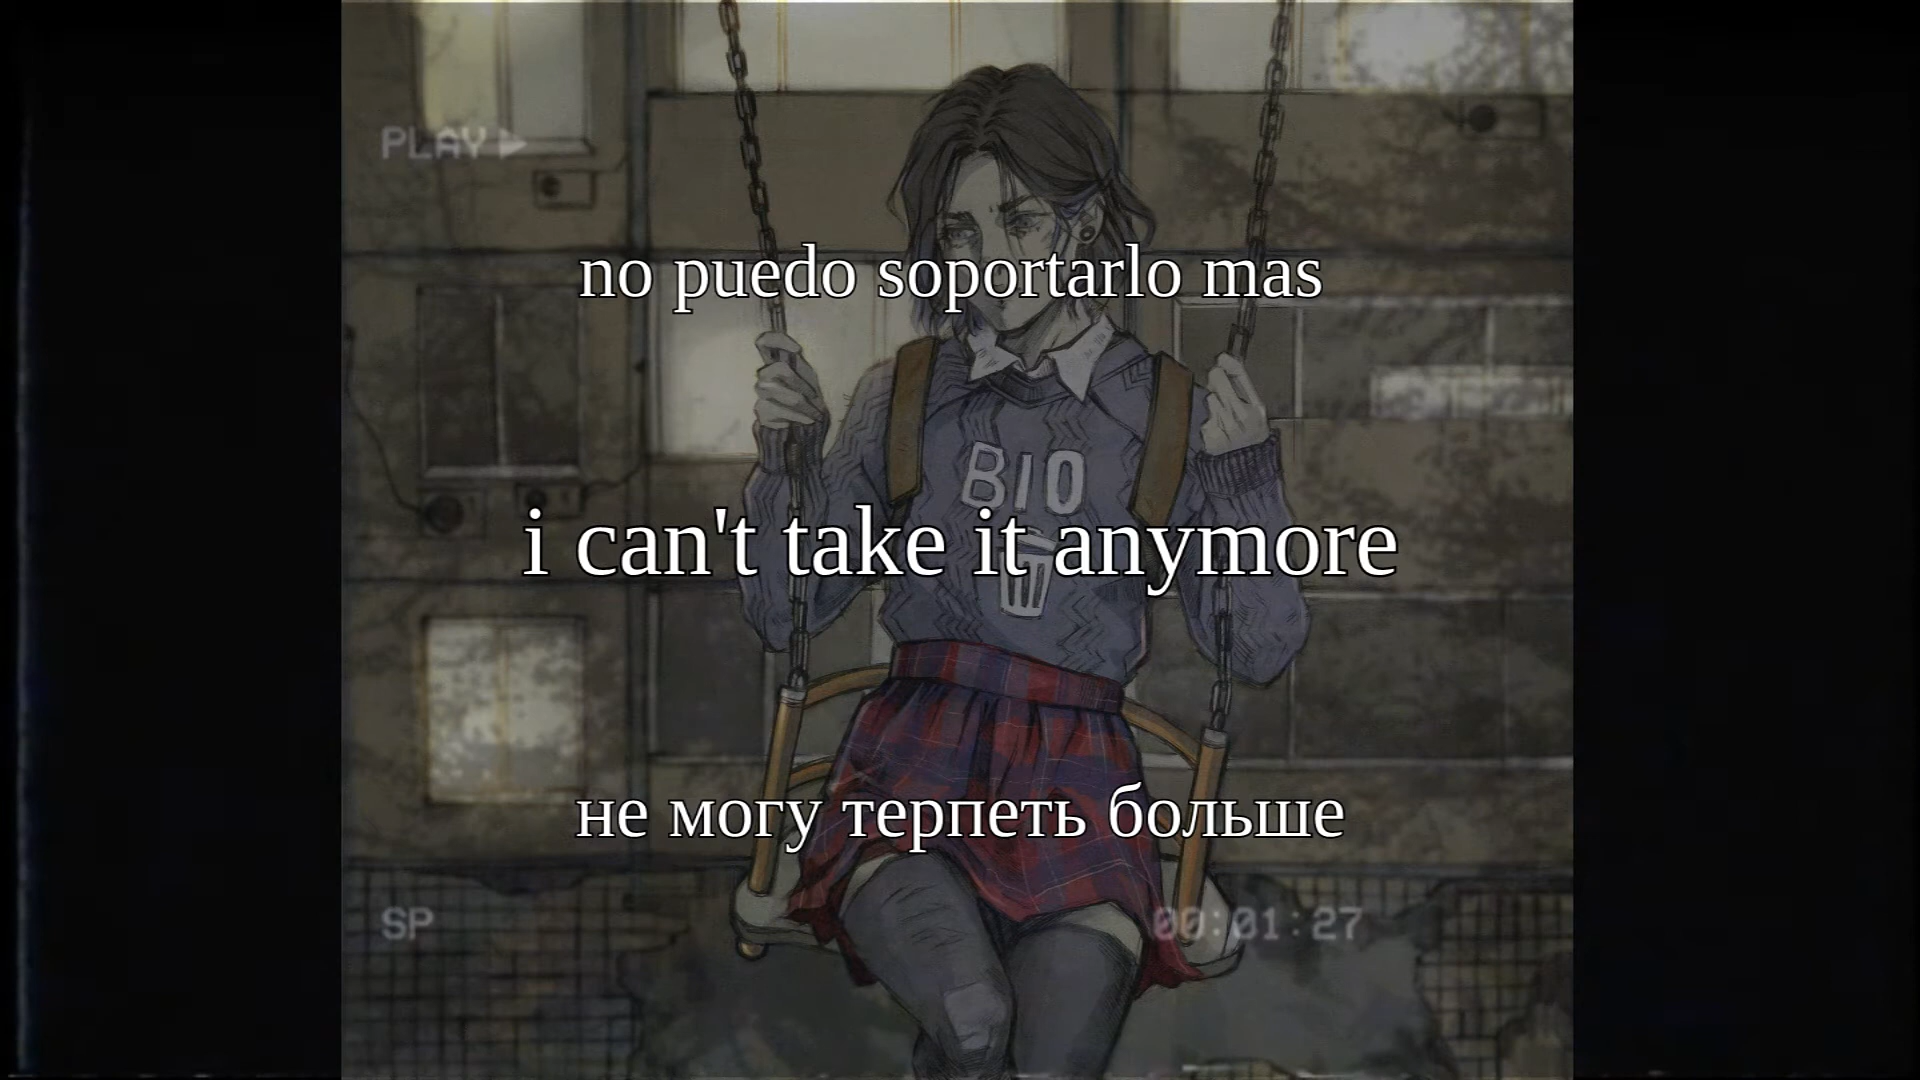 PLAY
no puedo soportarlo mas
BIO
i can't take it anymore
не могу терпеть больше
SP
00:01:27